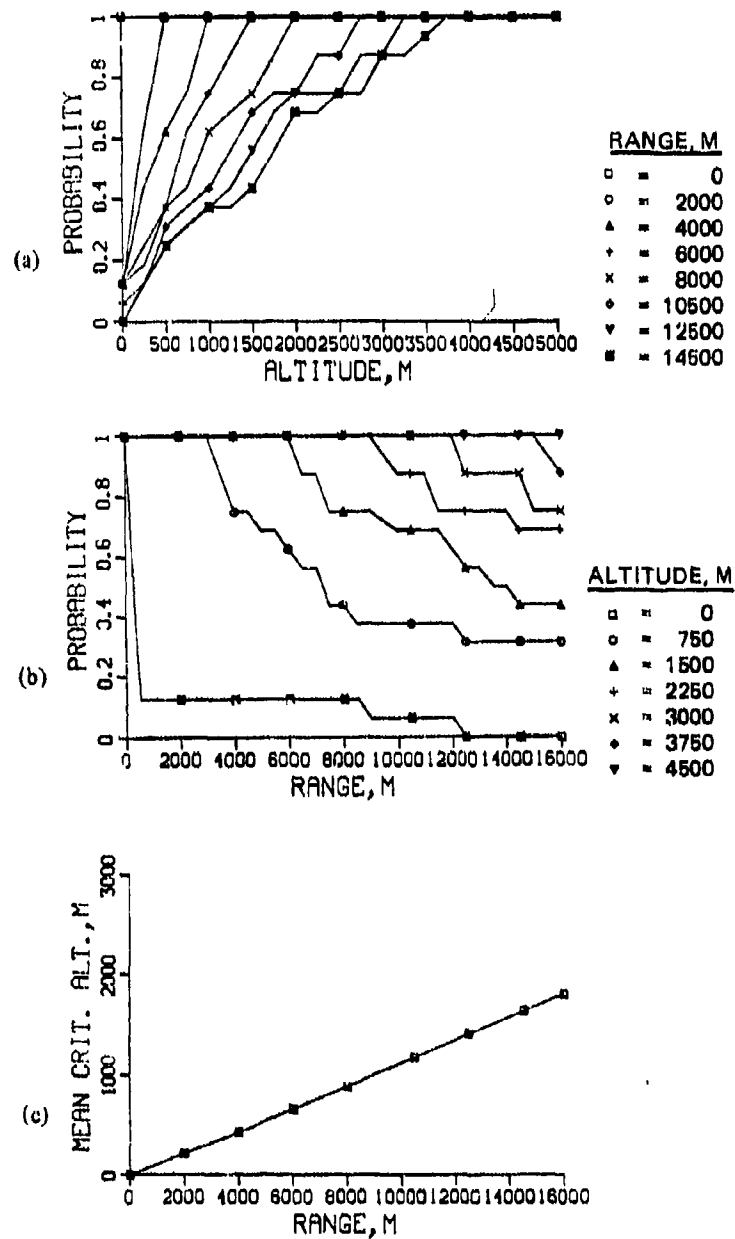 (a)
PROBABILITY
0 0.2 0.4 0.6 0.8 1
0 500 1000 1500 2000 2500 3000 3500 4000 4500 5000
ALTITUDE, M
RANGE, M
= 0
= 2000
= 4000
= 6000
= 8000
= 10500
= 12500
= 14500
(b)
PROBABILITY
0 0.2 0.4 0.6 0.8 1
0 2000 4000 6000 8000 10000 12000 14000 16000
RANGE, M
ALTITUDE, M
= 0
= 750
= 1500
= 2250
= 3000
= 3750
= 4500
(c)
MEAN CRIT. ALT., M
0 1000 2000 3000
0 2000 4000 6000 8000 10000 12000 14000 16000
RANGE, M